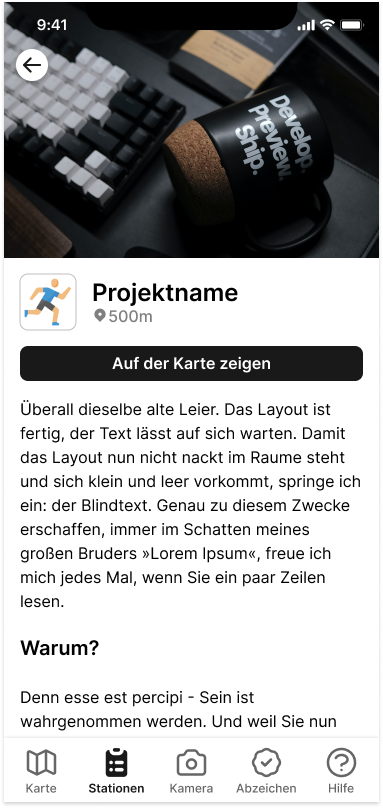 9:41
Develop.
Preview.
Ship.
Projektname
500m
Auf der Karte zeigen
Überall dieselbe alte Leier. Das Layout ist
fertig, der Text lässt auf sich warten. Damit
das Layout nun nicht nackt im Raume steht
und sich klein und leer vorkommt, springe ich
ein: der Blindtext. Genau zu diesem Zwecke
erschaffen, immer im Schatten meines
großen Bruders »Lorem Ipsum«, freue ich
mich jedes Mal, wenn Sie ein paar Zeilen
lesen.
Warum?
Denn esse est percipi - Sein ist
wahrgenommen werden. Und weil Sie nun
Karte
Stationen
Kamera
Abzeichen
Hilfe